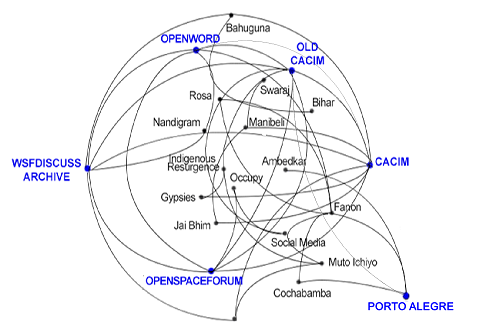 Bahuguna
OPENWORD
OLD
CACIM
Rosa
Swaraj
Bihar
Nandigram
Manibeli
WSFDISCUSS
ARCHIVE
Indigenous
Resurgence
Ambedkar
CACIM
Occupy
Gypsies
Fanon
Jai Bhim
Social Media
Muto Ichiyo
OPENSPACEFORUM
Cochabamba
PORTO ALEGRE